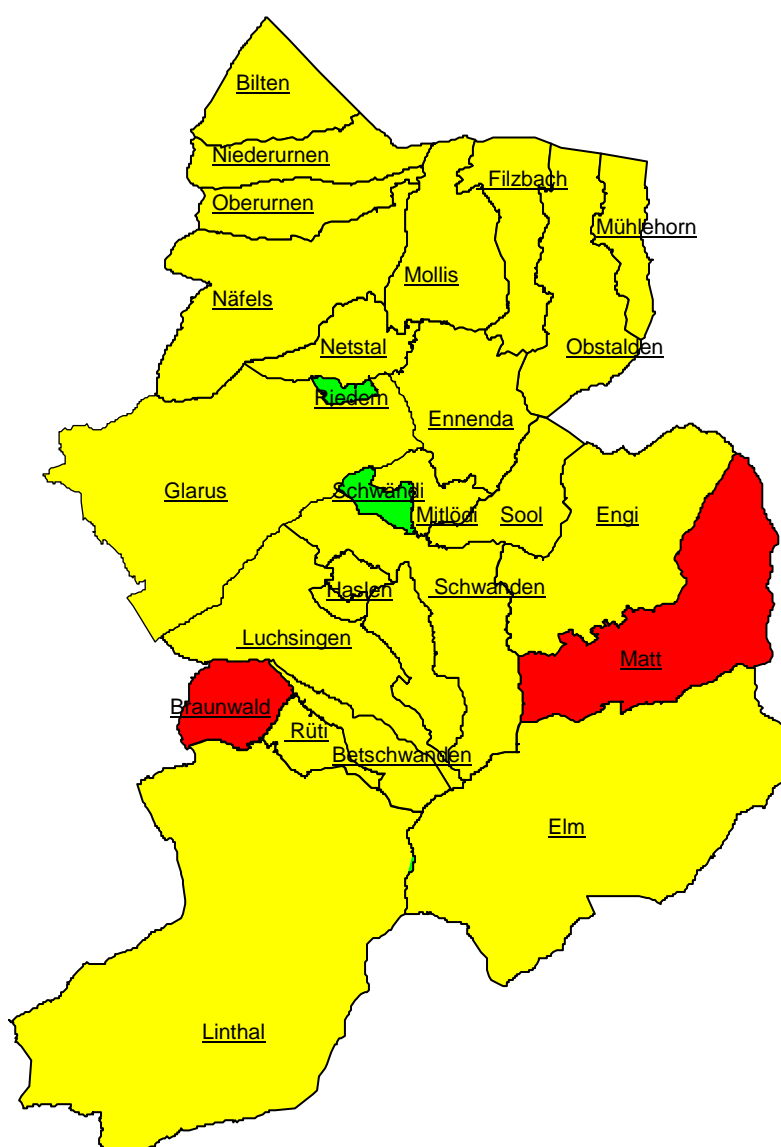 Bilten
Niederurnen
Filzbach
Oberurnen
Mühlehorn
Mollis
Näfels
Netstal
Obstalden
Riedern
Ennenda
Glarus
Schwändi
Mitlödi
Sool
Engi
Haslen
Schwanden
Luchsingen
Matt
Braunwald
Rüti
Betschwanden
Elm
Linthal